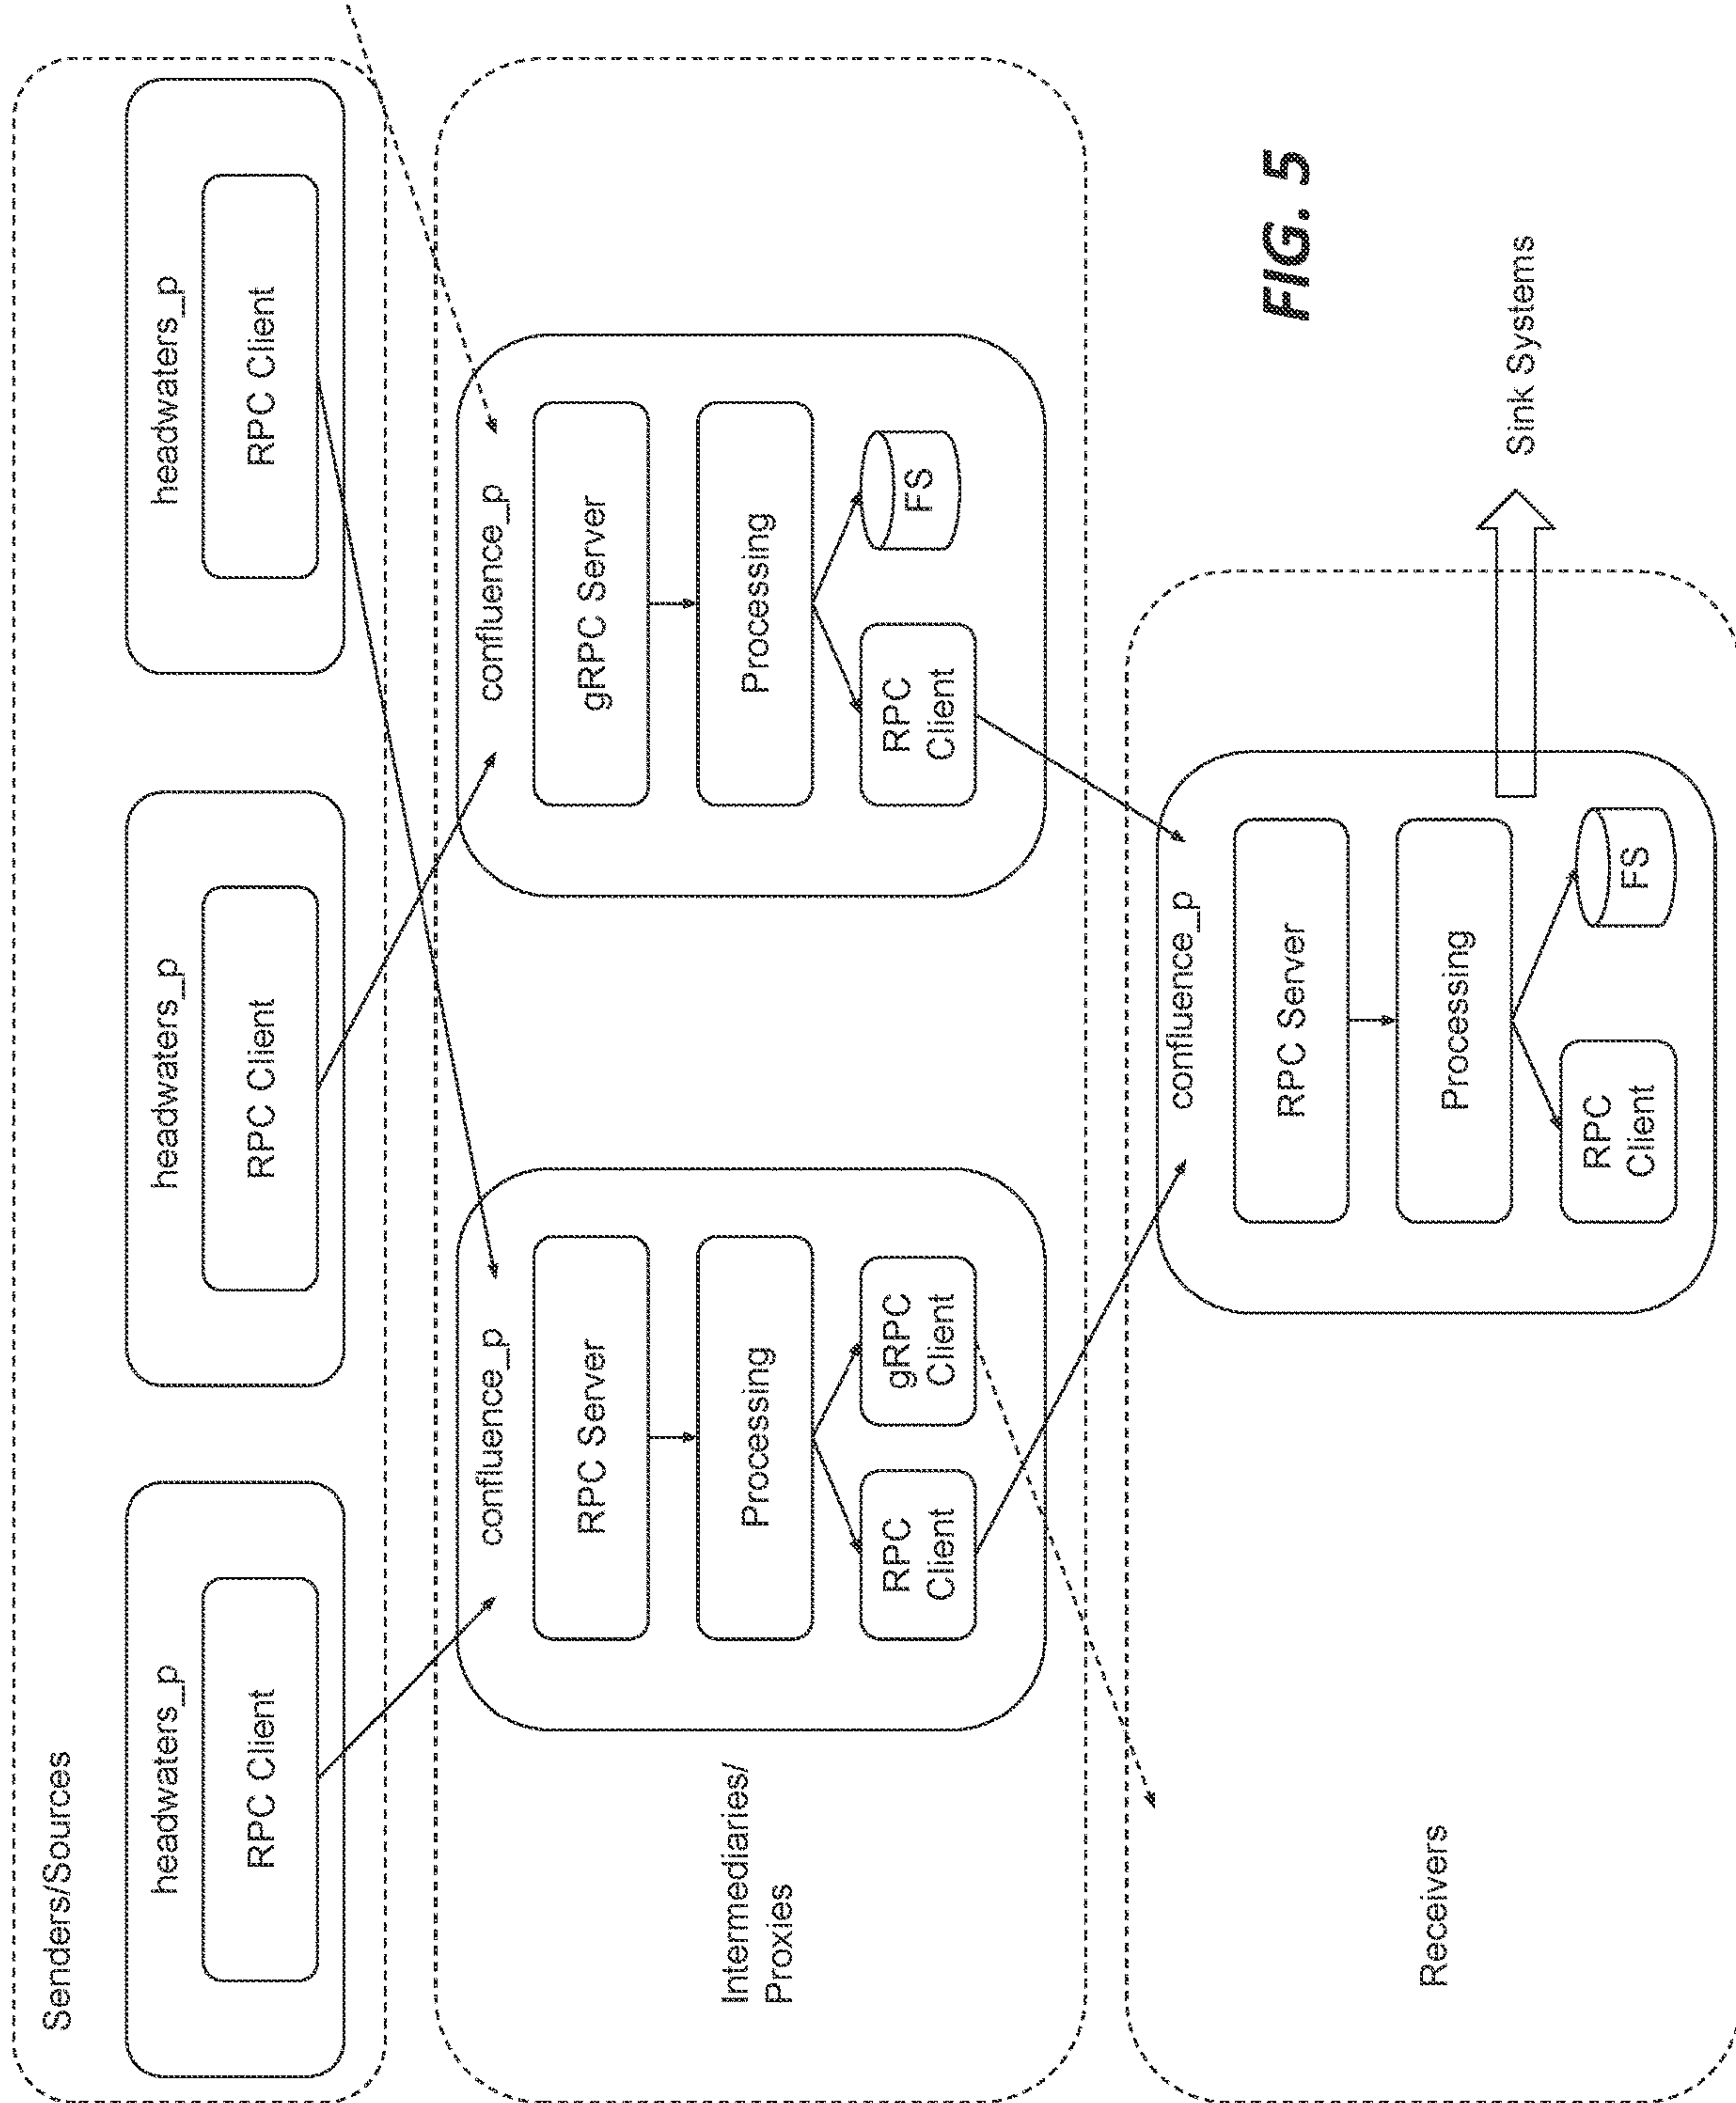 Senders/Sources
headwaters_p
RPC Client
headwaters_p
RPC Client
headwaters_p
RPC Client
Intermediaries/
Proxies
confluence_p
RPC Server
Processing
RPC
Client
gRPC
Client
confluence_p
gRPC Server
Processing
RPC
Client
FS
Receivers
confluence_p
RPC Server
Processing
RPC
Client
FS
Sink Systems
FIG. 5